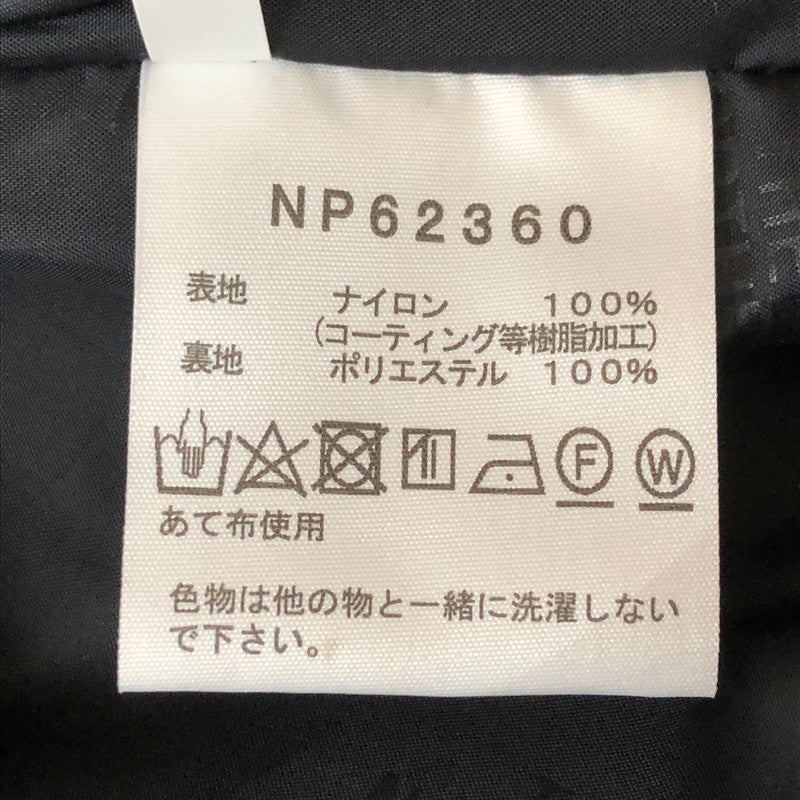 NP62360
表地 ナイロン 100%
(コーティング等樹脂加工)
裏地 ポリエステル 100%
F W
あて布使用
色物は他の物と一緒に洗濯しない
で下さい。